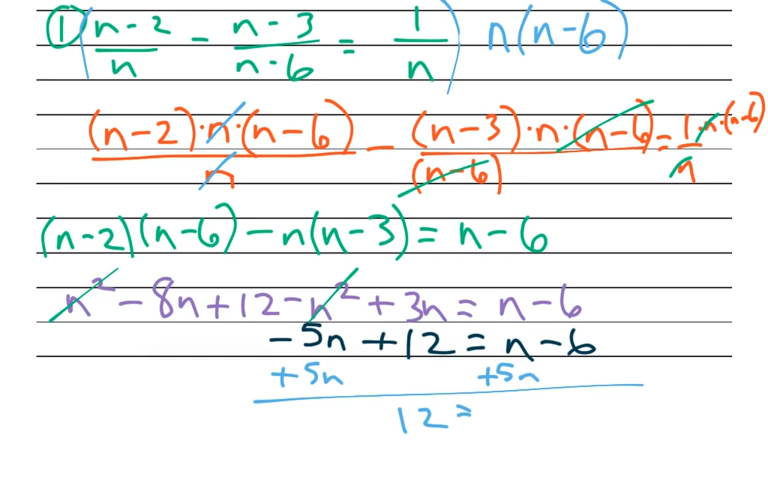 ① (n-2/n - n-3/n-6 = 1/n) n(n-6)
(n-2)·n·(n-6)/n - (n-3)·n·(n-6)/(n-6) = 1·n·(n-6)/n
(n-2)(n-6)-n(n-3)= n-6
n²-8n+12-n²+3n= n-6
-5n+12=n-6
+5n +5n
12=